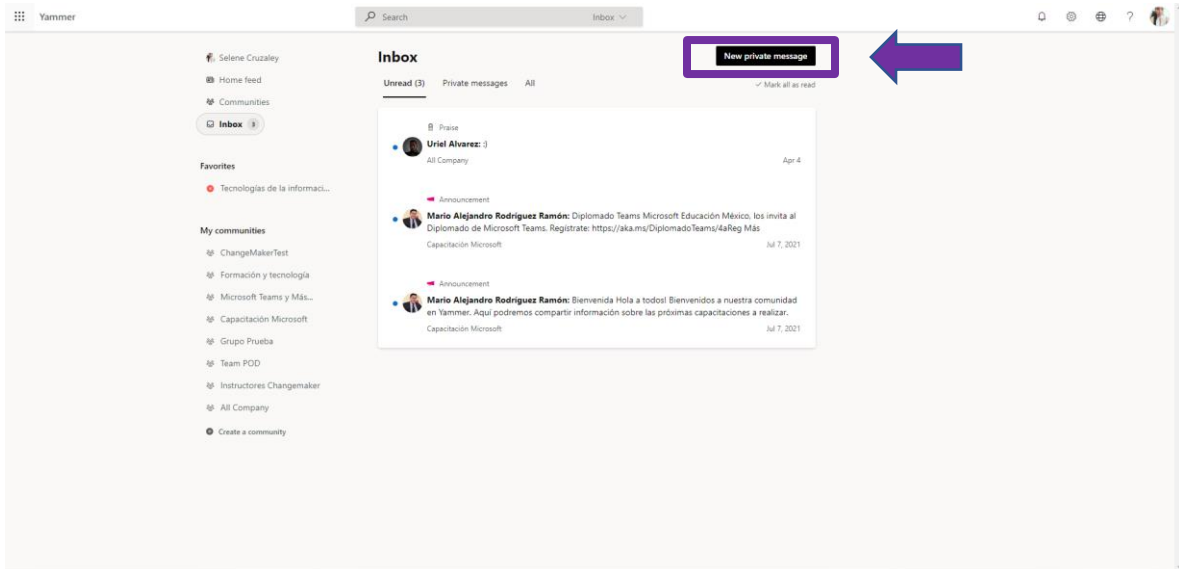 Yammer
Search Inbox
?
Selene Cruzaley
Home feed
Communities
Inbox 3
Favorites
Tecnologías de la informaci...
My communities
ChangeMakerTest
Formación y tecnología
Microsoft Teams y Más...
Capacitación Microsoft
Grupo Prueba
Team POD
Instructores Changemaker
All Company
Create a community
Inbox
New private message
Unread (3) Private messages All
Mark all as read
Praise
Uriel Alvarez: :)
All Company Apr 4
Announcement
Mario Alejandro Rodríguez Ramón: Diplomado Teams Microsoft Educación México, los invita al
Diplomado de Microsoft Teams. Regístrate: https://aka.ms/DiplomadoTeams/4aReg Más
Capacitación Microsoft Jul 7, 2021
Announcement
Mario Alejandro Rodríguez Ramón: Bienvenida Hola a todos! Bienvenidos a nuestra comunidad
en Yammer. Aquí podremos compartir información sobre las próximas capacitaciones a realizar.
Capacitación Microsoft Jul 7, 2021